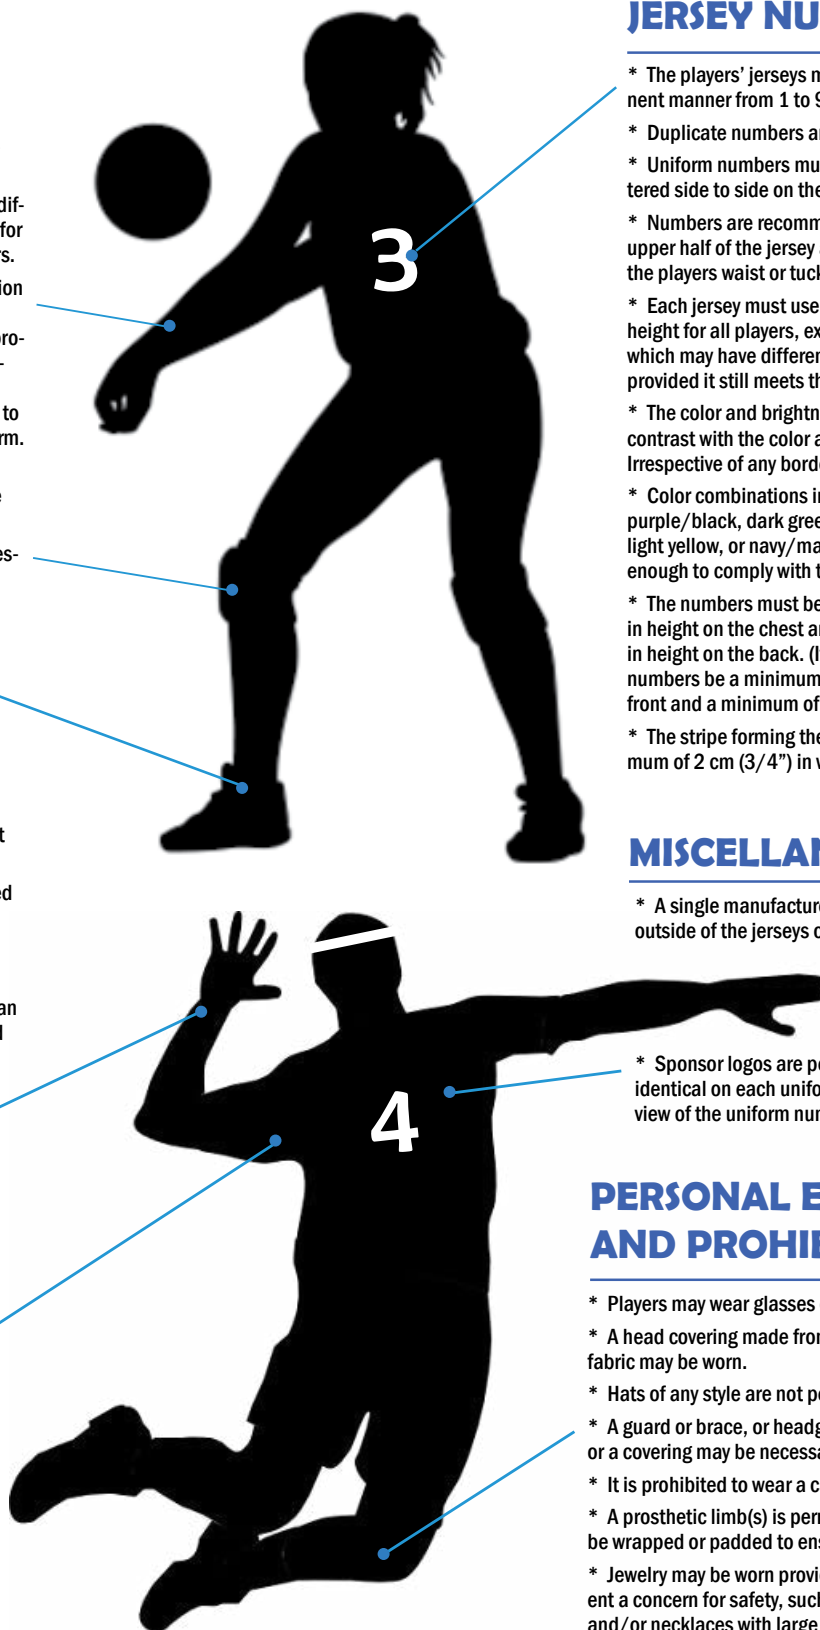 dif-
for
s.
ion
pro-
-
to
rm.
e
es-
t
ed
an
d
3
4
JERSEY NU
* The players’ jerseys m
nent manner from 1 to 9
* Duplicate numbers a
* Uniform numbers mu
tered side to side on the
* Numbers are recomm
upper half of the jersey
the players waist or tuck
* Each jersey must use
height for all players, ex
which may have differen
provided it still meets th
* The color and brightn
contrast with the color a
Irrespective of any bord
* Color combinations in
purple/black, dark gree
light yellow, or navy/ma
enough to comply with t
* The numbers must be
in height on the chest a
in height on the back. (I
numbers be a minimum
front and a minimum of
* The stripe forming the
mum of 2 cm (3/4”) in w
MISCELLAN
* A single manufacture
outside of the jerseys o
* Sponsor logos are pe
identical on each unifo
view of the uniform nu
PERSONAL E
AND PROHIB
* Players may wear glasses
* A head covering made from
fabric may be worn.
* Hats of any style are not pe
* A guard or brace, or headg
or a covering may be necessa
* It is prohibited to wear a c
* A prosthetic limb(s) is perm
be wrapped or padded to ens
* Jewelry may be worn provi
ent a concern for safety, such
and/or necklaces with large